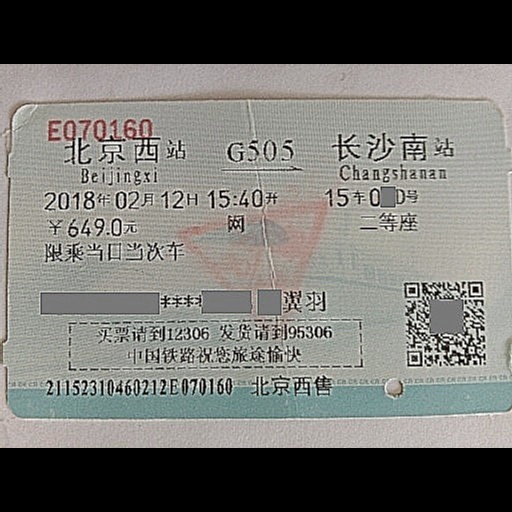 E070160
北京西站 G505 长沙南站
Beijingxi Changshanan
2018年02月12日 15:40开 15车0 0号
￥649.0元 网 二等座
限乘当日当次车
**** 翼羽
买票请到12306 发货请到95306
中国铁路祝您旅途愉快
21152310460212E070160 北京西售